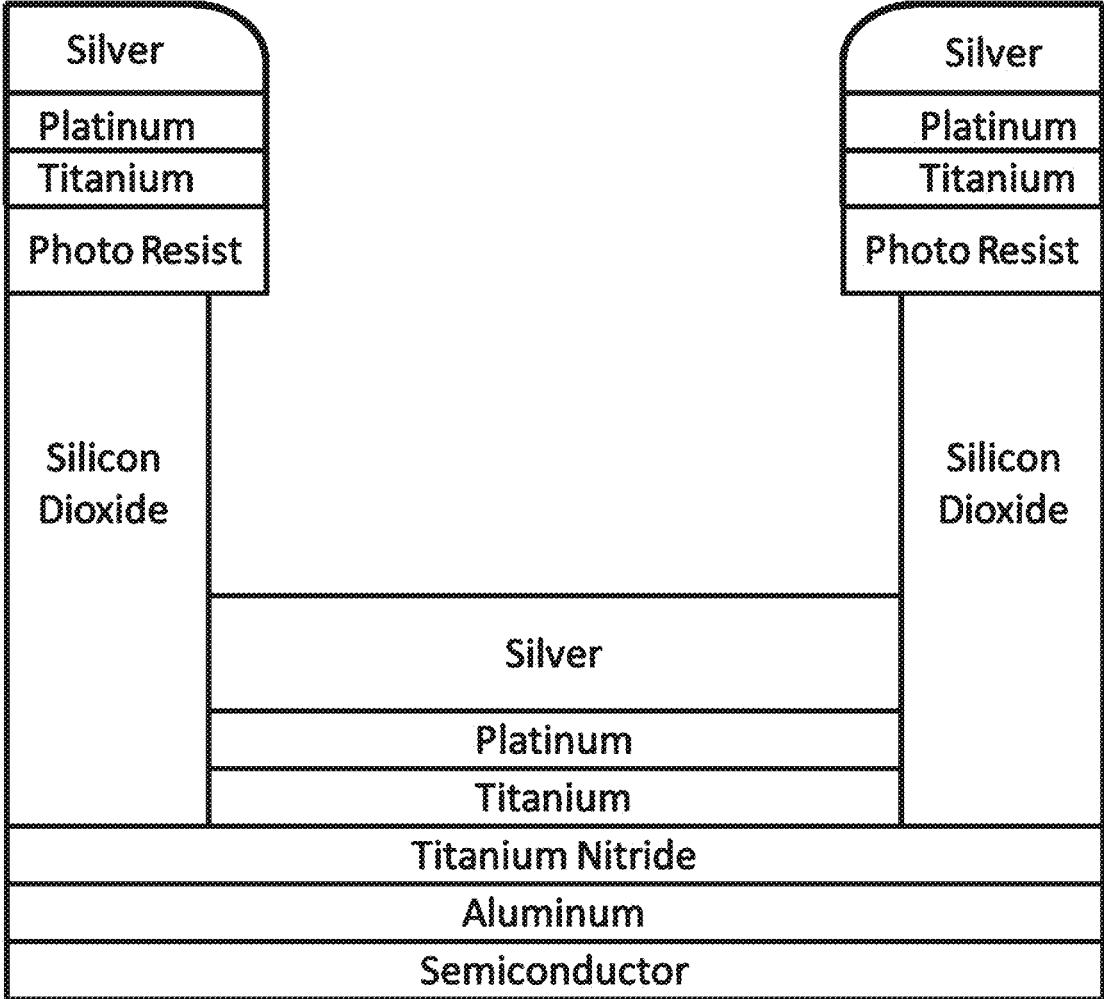 Silver
Silver
Platinum
Platinum
Titanium
Titanium
Photo Resist
Photo Resist
Silicon
Dioxide
Silicon
Dioxide
Silver
Platinum
Titanium
Titanium Nitride
Aluminum
Semiconductor